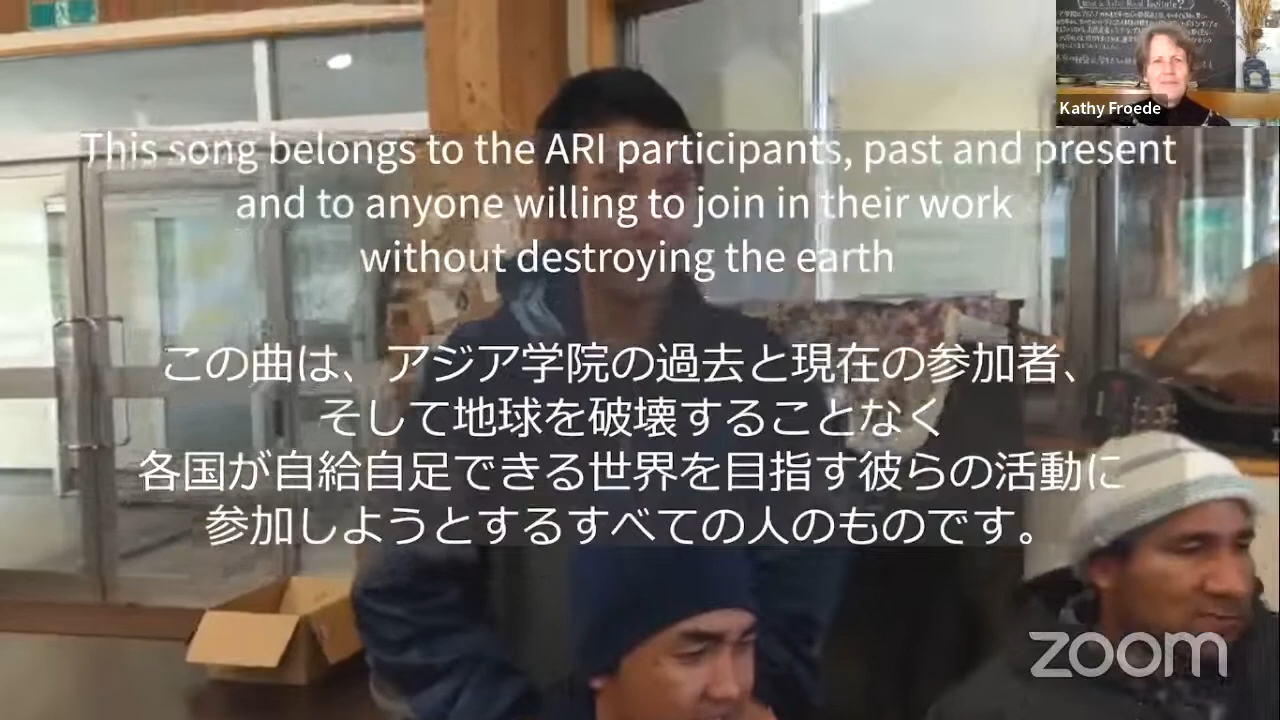 Kathy Froede
This song belongs to the ARI participants, past and present
and to anyone willing to join in their work
without destroying the earth
この曲は、アジア学院の過去と現在の参加者、
そして地球を破壊することなく
各国が自給自足できる世界を目指す彼らの活動に
参加しようとするすべての人のものです。
zoom